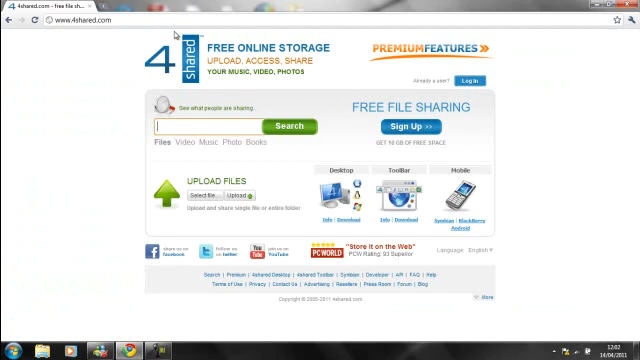 4shared.com - free file sh...
www.4shared.com
4 shared
FREE ONLINE STORAGE
UPLOAD, ACCESS, SHARE
YOUR MUSIC, VIDEO, PHOTOS
PREMIUMFEATURES
Already a user? Log In
See what people are sharing..
Search
Files Video Music Photo Books
FREE FILE SHARING
Sign Up >>
GET 10 GB OF FREE SPACE
UPLOAD FILES
Select file... Upload
Upload and share single file or entire folder
Desktop
Info | Download
ToolBar
Info | Download
Mobile
Symbian | BlackBerry
Android
share us on
facebook
follow us
on twitter
You Tube
join us on
YouTube
PCWORLD
"Store it on the Web"
PCW Rating: 93 Superior
Language English
Search | Premium | 4shared Desktop | 4shared Toolbar | Symbian | Developer | API | FAQ | Help
Terms of Use | Privacy | Contact Us | Advertising | Resellers | Press Room | Forum | Blog
Copyright © 2005-2011 4shared.com
More
12:02
14/04/2011